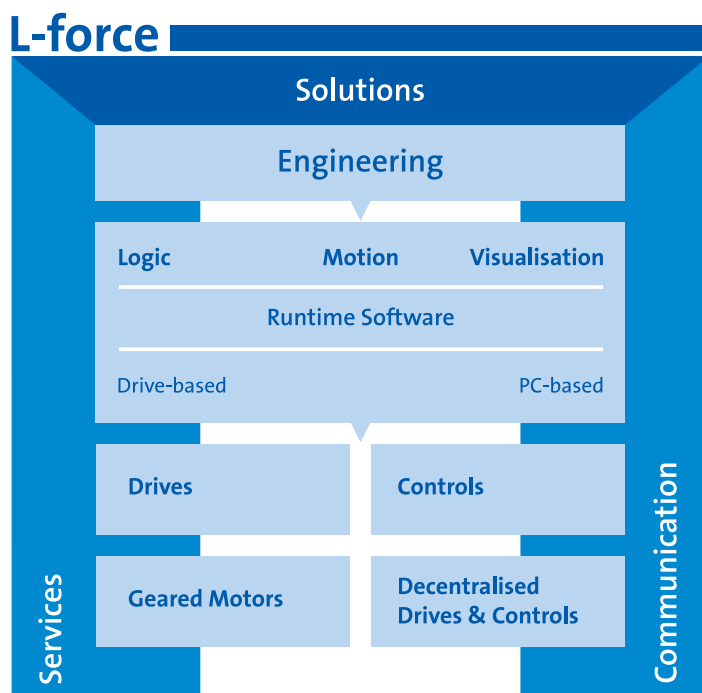 L-force
Solutions
Engineering
Logic
Motion
Visualisation
Runtime Software
Drive-based
PC-based
Drives
Controls
Geared Motors
Decentralised
Drives & Controls
Services
Communication